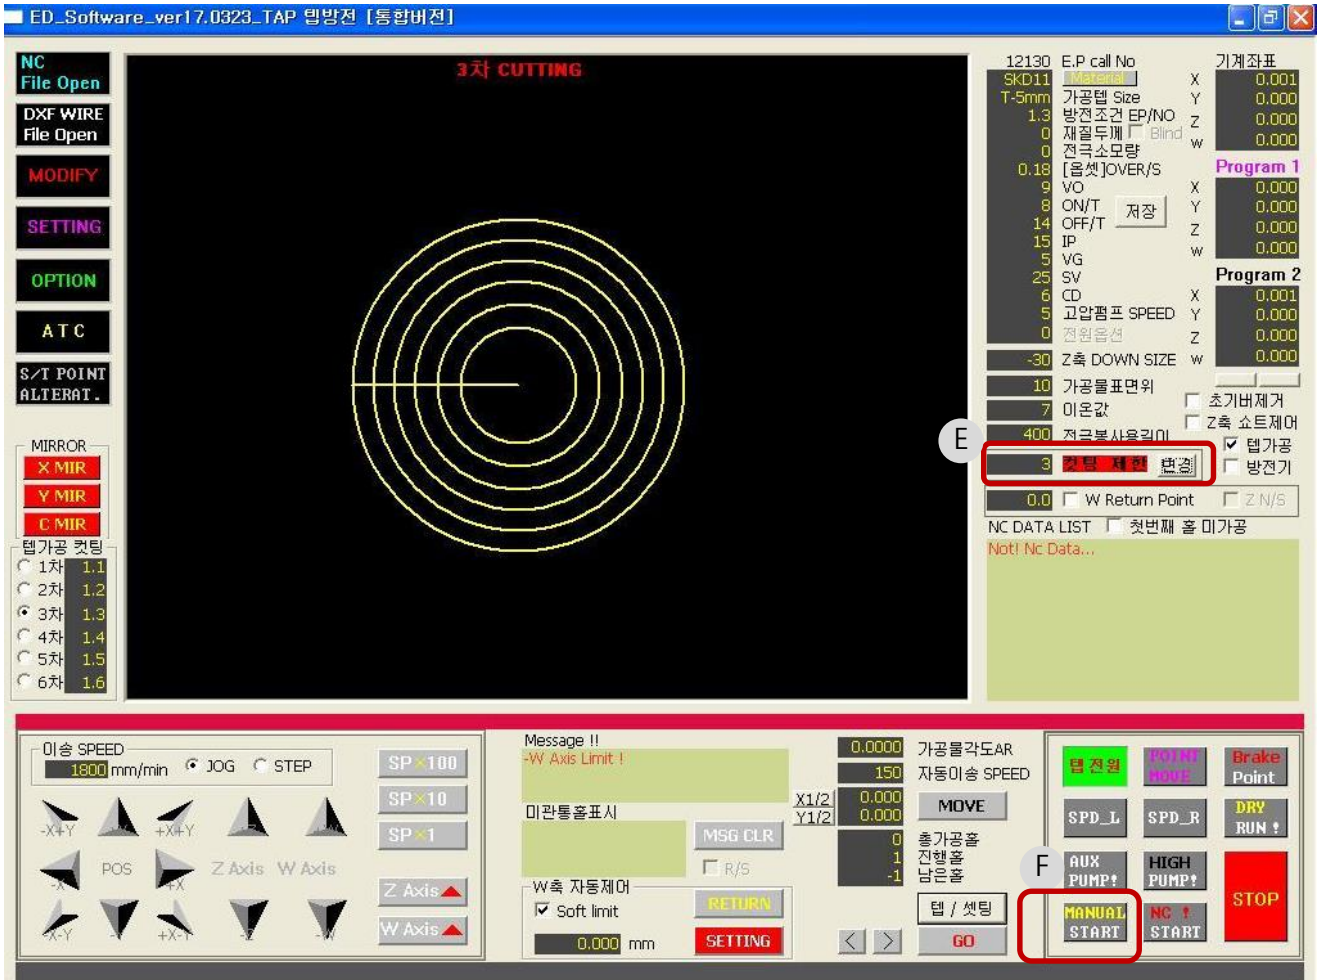 ED_Software_ver17.0323_TAP 텝방전 [통합버전]
NC
File Open
DXF WIRE
File Open
MODIFY
SETTING
OPTION
A T C
S/T POINT
ALTERAT.
MIRROR
X MIR
Y MIR
C MIR
텝가공 컷팅
1차 1.1
2차 1.2
3차 1.3
4차 1.4
5차 1.5
6차 1.6
3차 CUTTING
12130 E.P call No
SKD11 Material
T-5mm 가공텝 Size
1.3 방전조건 EP/NO
0 재질두께 Blind
0 전극소모량
0.18 [옵셋]OVER/S
9 VO
8 ON/T
14 OFF/T
저장
15 IP
5 VG
25 SV
6 CD
5 고압펌프 SPEED
0 전원옵션
-30 Z축 DOWN SIZE
10 가공물표면위
7 이온값
400 전극봉사용길이
E
3 컷팅 제한 변경
0.0 W Return Point
Z N/S
기계좌표
X 0.001
Y 0.000
Z 0.000
W 0.000
Program 1
X 0.000
Y 0.000
Z 0.000
W 0.000
Program 2
X 0.001
Y 0.000
Z 0.000
W 0.000
초기버제거
Z축 쇼트제어
텝가공
방전기
NC DATA LIST 첫번째 홀 미가공
Not! Nc Data...
이송 SPEED
1800 mm/min JOG STEP
SP×100
SP×10
SP×1
-X+Y +X+Y
-X POS +X Z Axis W Axis
-X-Y -Y +X-Y -Z -W
Z Axis
W Axis
Message !!
-W Axis Limit !
미관통홀표시
MSG CLR
R/S
W축 자동제어
Soft limit
RETURN
0.000 mm
SETTING
0.0000 가공물각도AR
150 자동이송 SPEED
X1/2 0.000
Y1/2 0.000
MOVE
0 총가공홀
1 진행홀
-1 남은홀
텝 / 셋팅
< >
GO
텝 전원
POINT
MOVE
Brake
Point
SPD_L
SPD_R
DRY
RUN !
F
AUX
PUMP!
HIGH
PUMP!
MANUAL
START
NC !
START
STOP